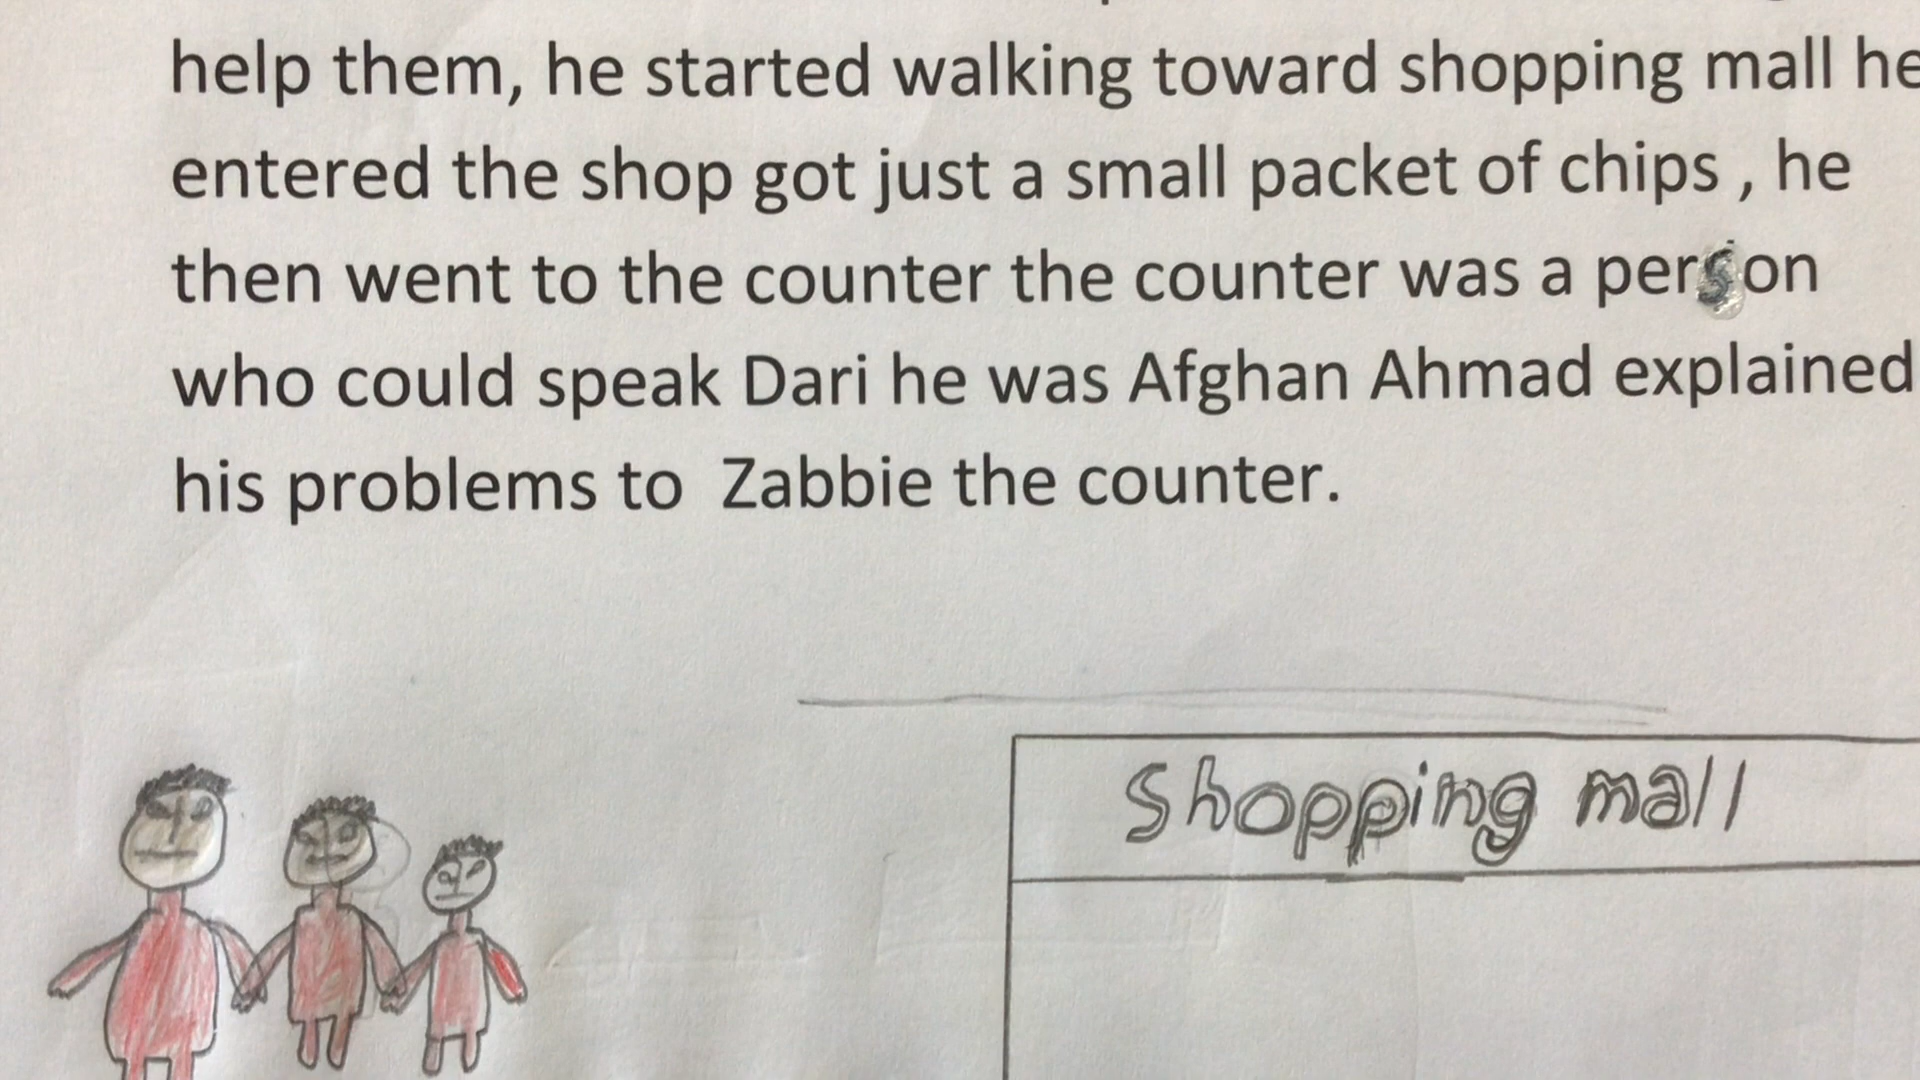 help them, he started walking toward shopping mall he
entered the shop got just a small packet of chips , he
then went to the counter the counter was a person
who could speak Dari he was Afghan Ahmad explained
his problems to Zabbie the counter.
Shopping mall